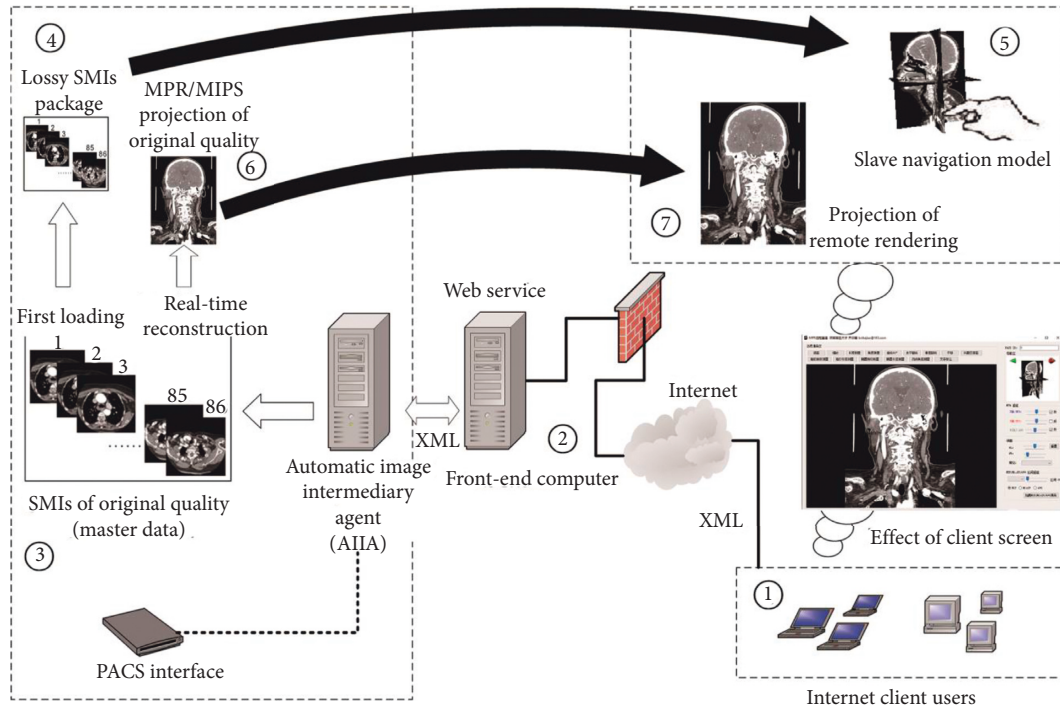 ④
Lossy SMIs
package
1
2
3
85
86
......
MPR/MIPS
projection of
original quality
⑥
⑤
Slave navigation model
⑦
Projection of
remote rendering
First loading
Real-time
reconstruction
1
2
3
85
86
......
SMIs of original quality
(master data)
③
Automatic image
intermediary
agent
(AIIA)
XML
PACS interface
Web service
②
Front-end computer
Internet
XML
Effect of client screen
①
Internet client users